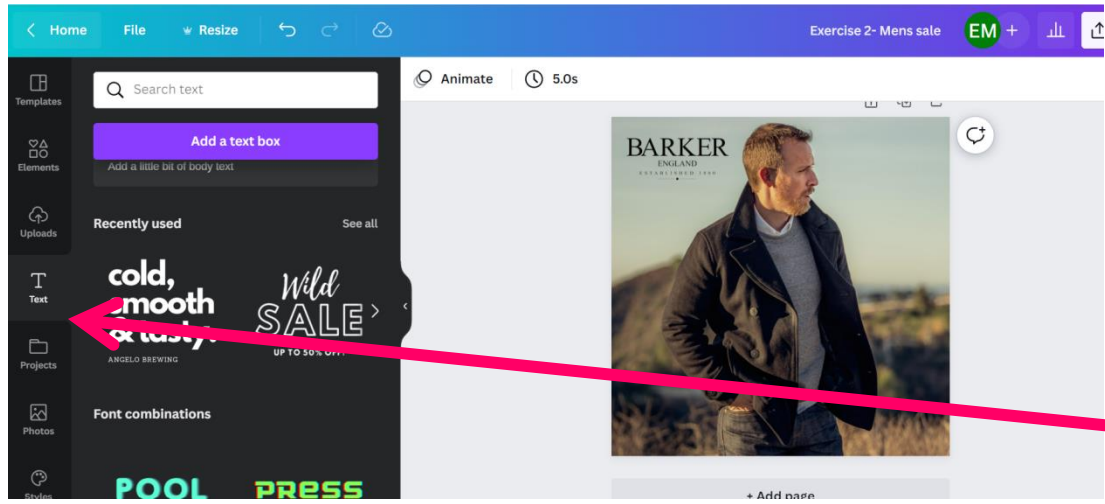 Home File Resize Exercise 2- Mens sale EM +
Templates
Elements
Uploads
Text
Projects
Photos
Styles
Search text
Add a text box
Add a little bit of body text
Recently used See all
cold,
smooth
& tasty.
ANGELO BREWING
Wild
SALE
UP TO 50% OFF!
Font combinations
POOL PRESS
Animate 5.0s
BARKER
ENGLAND
ESTABLISHED 1880
+ Add page